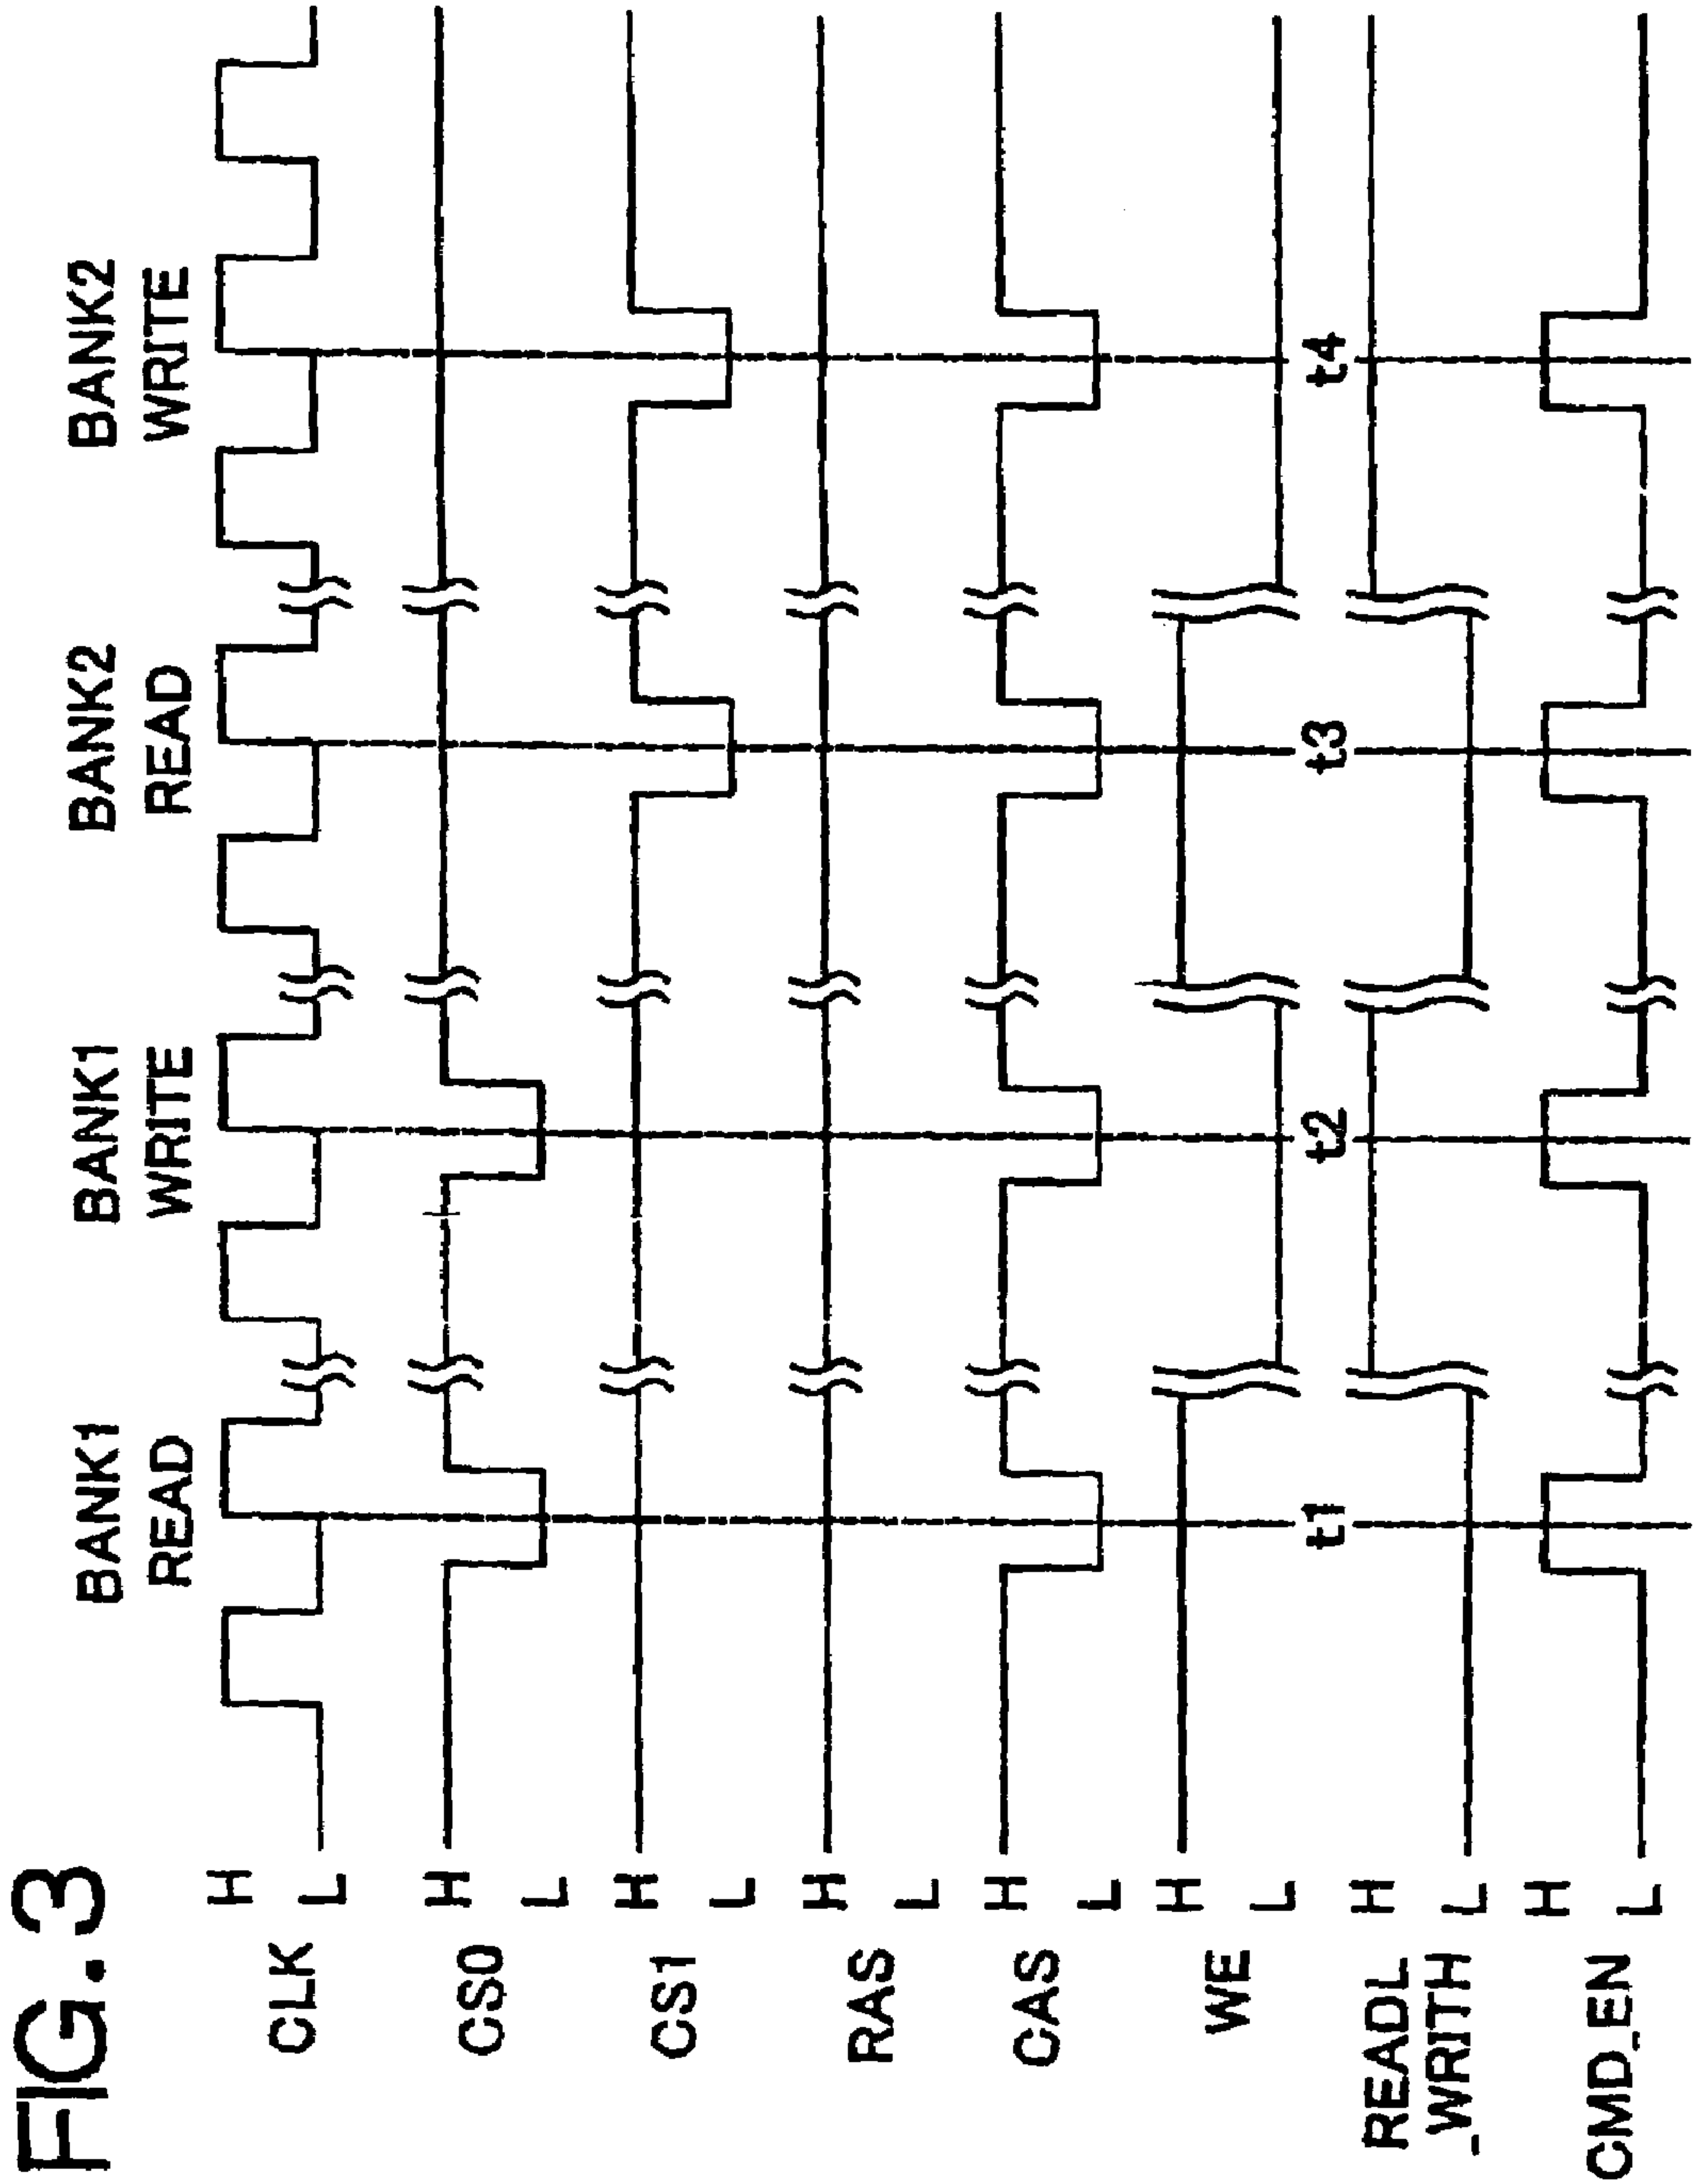 FIG.3
BANK1 READ
BANK1 WRITE
BANK2 READ
BANK2 WRITE
CLK H L
CS0 H L
CS1 H L
RAS H L
CAS H L
WE H L
t1 t2 t3 t4
READL _WRITH H L
CMD_EN H L